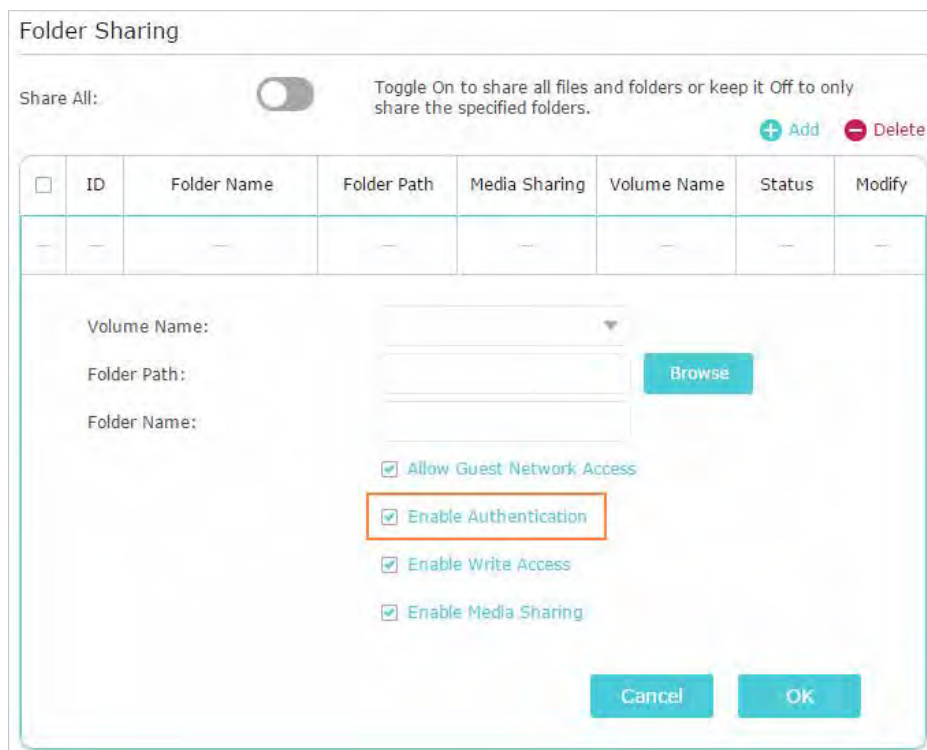 Folder Sharing
Share All:
Toggle On to share all files and folders or keep it Off to only
share the specified folders.
Add Delete
ID Folder Name Folder Path Media Sharing Volume Name Status Modify
— — — — — — — —
Volume Name:
Folder Path: Browse
Folder Name:
Allow Guest Network Access
Enable Authentication
Enable Write Access
Enable Media Sharing
Cancel OK